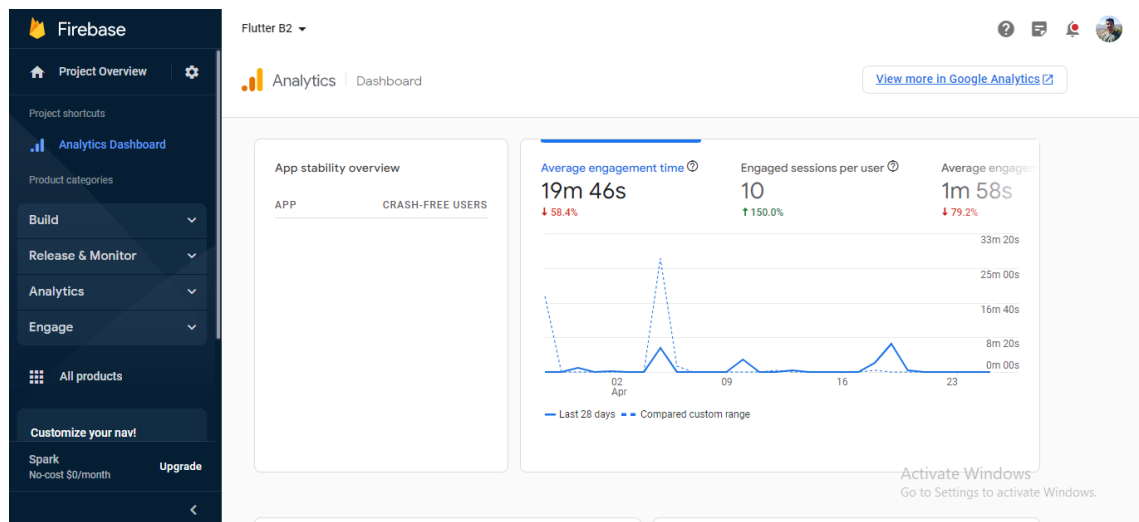 Firebase
Project Overview
Project shortcuts
Analytics Dashboard
Product categories
Build
Release & Monitor
Analytics
Engage
All products
Customize your nav!
Spark
No-cost $0/month
Upgrade
Flutter B2
Analytics
Dashboard
View more in Google Analytics
App stability overview
APP CRASH-FREE USERS
Average engagement time
19m 46s
58.4%
Engaged sessions per user
10
150.0%
Average engagen
1m 58s
79.2%
33m 20s
25m 00s
16m 40s
8m 20s
0m 00s
02 09 16 23
Apr
Last 28 days Compared custom range
Activate Windows
Go to Settings to activate Windows.